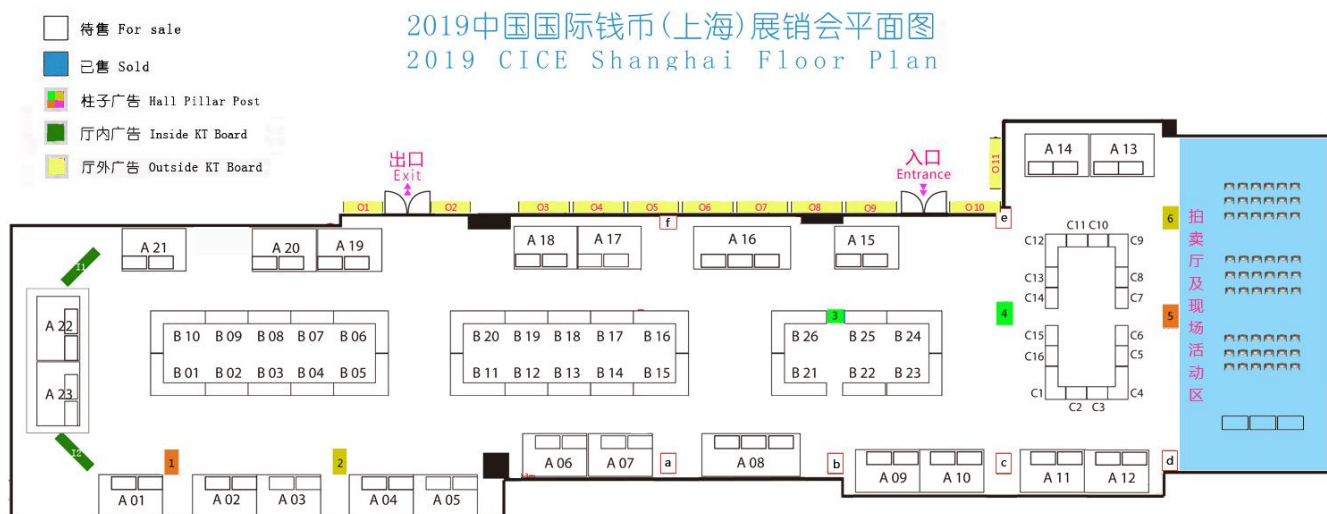 2019中国国际钱币(上海)展销会平面图
2019 CICE Shanghai Floor Plan
待售 For sale
已售 Sold
柱子广告 Hall Pillar Post
厅内广告 Inside KT Board
厅外广告 Outside KT Board
出口
Exit
入口
Entrance
O1
O2
O3
O4
O5
O6
O7
O8
O9
O10
O11
A 14
A 13
A 21
A 20
A 19
A 18
A 17
f
A 16
A 15
e
6
拍卖厅及现场活动区
I1
A 22
A 23
I2
B 10
B 09
B 08
B 07
B 06
B 01
B 02
B 03
B 04
B 05
B 20
B 19
B 18
B 17
B 16
B 11
B 12
B 13
B 14
B 15
3
B 26
B 25
B 24
B 21
B 22
B 23
4
5
C11
C10
C12
C9
C13
C8
C14
C7
C15
C6
C16
C5
C1
C2
C3
C4
1
2
A 01
A 02
A 03
A 04
A 05
A 06
A 07
a
A 08
b
A 09
A 10
c
A 11
A 12
d